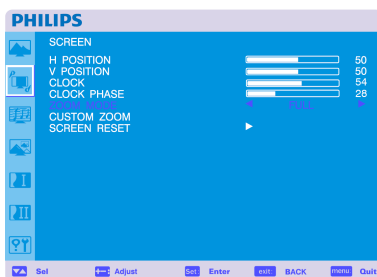 PHILIPS
SCREEN
H POSITION 50
V POSITION 50
CLOCK 54
CLOCK PHASE 28
ZOOM MODE FULL
CUSTOM ZOOM
SCREEN RESET
Sel Adjust Set: Enter exit: BACK menu: Quit